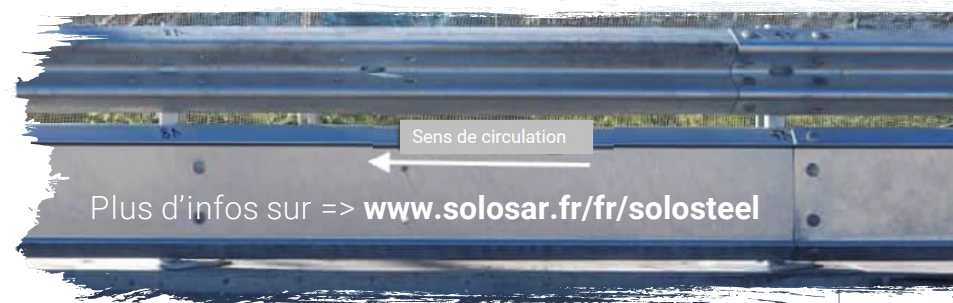 Sens de circulation
Plus d'infos sur => www.solosar.fr/fr/solosteel